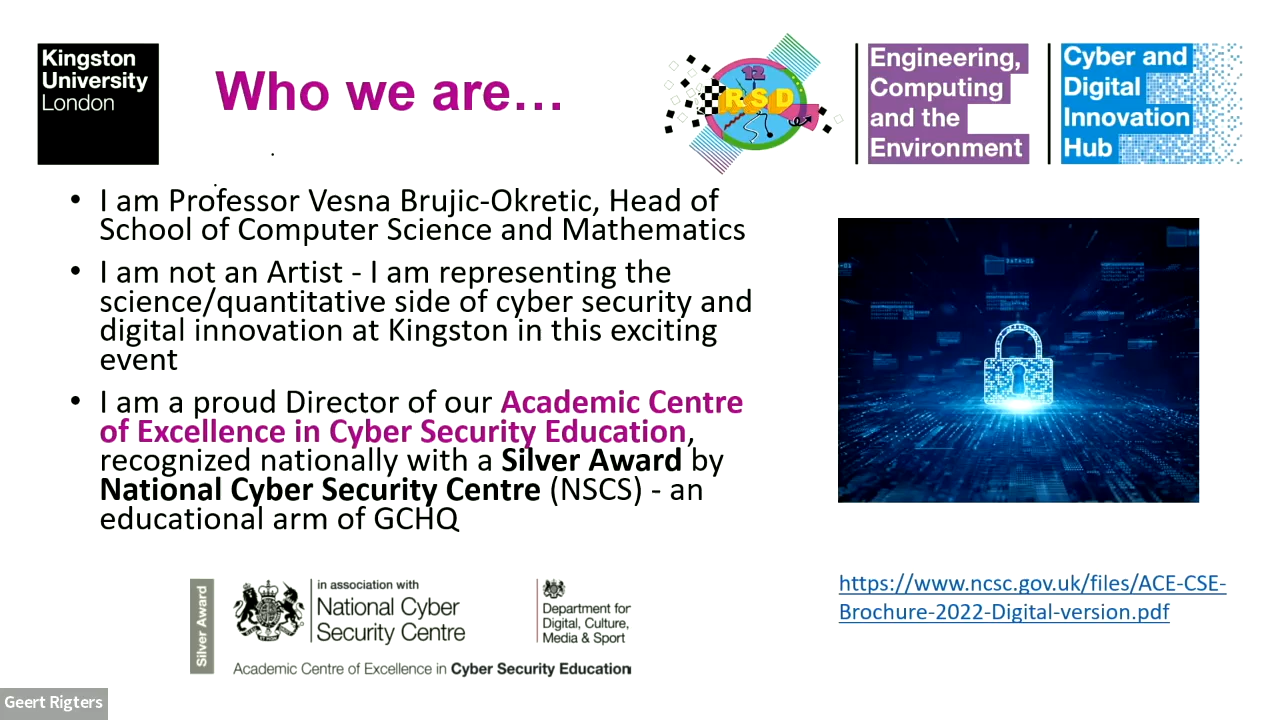 Kingston
University
London
Who we are…
12
RSD
Engineering,
Computing
and the
Environment
Cyber and
Digital
Innovation
Hub
• I am Professor Vesna Brujic-Okretic, Head of
School of Computer Science and Mathematics
• I am not an Artist - I am representing the
science/quantitative side of cyber security and
digital innovation at Kingston in this exciting
event
• I am a proud Director of our Academic Centre
of Excellence in Cyber Security Education,
recognized nationally with a Silver Award by
National Cyber Security Centre (NSCS) - an
educational arm of GCHQ
DATA-01
https://www.ncsc.gov.uk/files/ACE-CSE-
Brochure-2022-Digital-version.pdf
Silver Award
in association with
National Cyber
Security Centre
Department for
Digital, Culture,
Media & Sport
Academic Centre of Excellence in Cyber Security Education
Geert Rigters